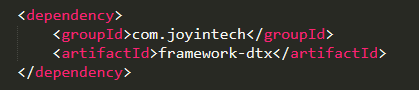 <dependency>
    <groupId>com.joyintech</groupId>
    <artifactId>framework-dtx</artifactId>
</dependency>